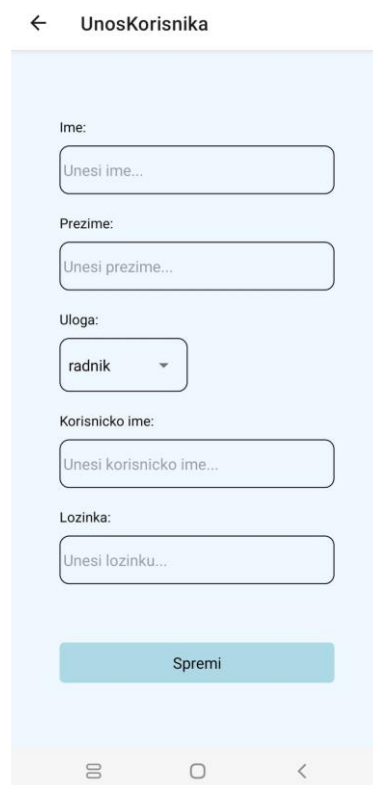 UnosKorisnika
Ime:
Unesi ime...
Prezime:
Unesi prezime...
Uloga:
radnik
Korisnicko ime:
Unesi korisnicko ime...
Lozinka:
Unesi lozinku...
Spremi